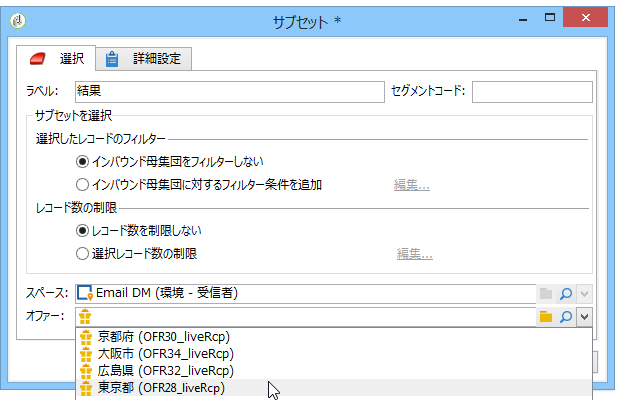 サブセット *
選択 詳細設定
ラベル: 結果 セグメントコード:
サブセットを選択
選択したレコードのフィルター
インバウンド母集団をフィルターしない
インバウンド母集団に対するフィルター条件を追加 編集...
レコード数の制限
レコード数を制限しない
選択レコード数の制限 編集...
スペース: Email DM (環境 - 受信者)
オファー:
京都府 (OFR30_liveRcp)
大阪市 (OFR34_liveRcp)
広島県 (OFR32_liveRcp)
東京都 (OFR28_liveRcp)